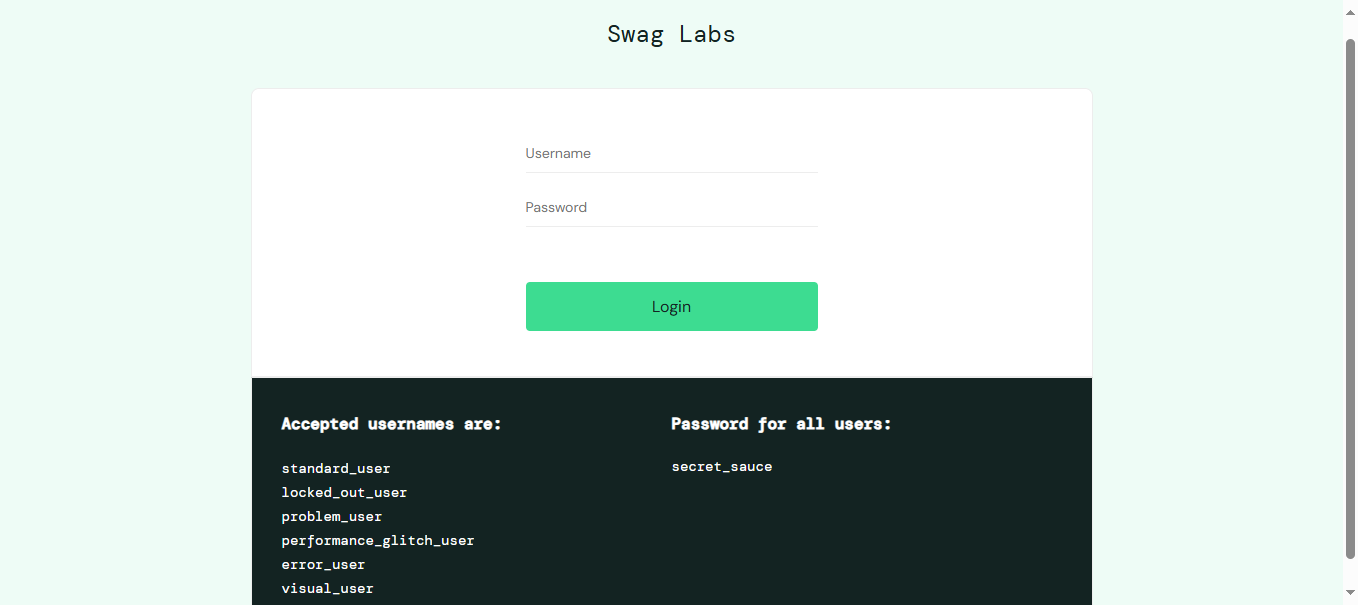 Swag Labs
Username
Password
Login
Accepted usernames are:
standard_user
locked_out_user
problem_user
performance_glitch_user
error_user
visual_user
Password for all users:
secret_sauce